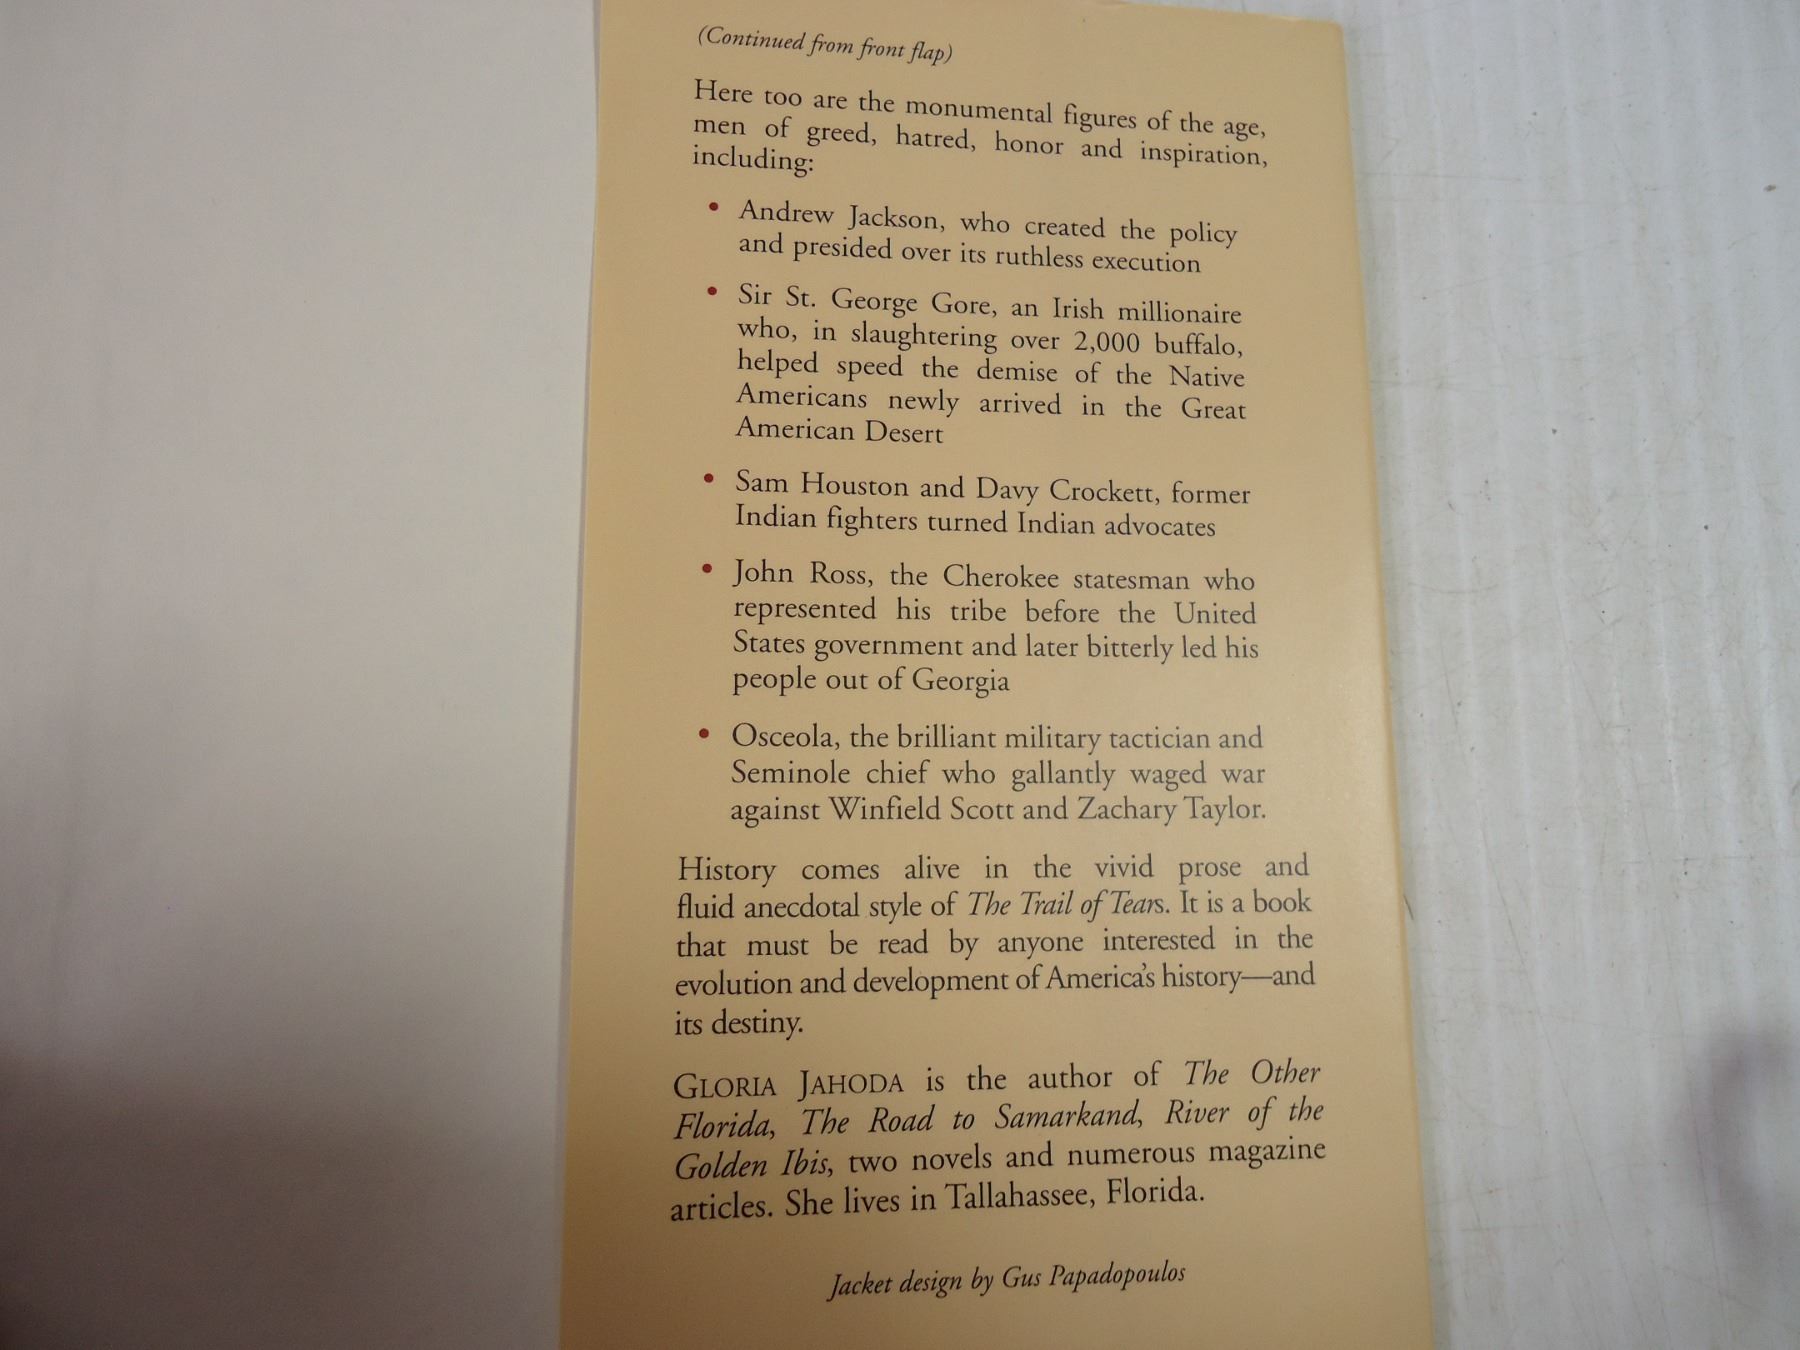 (Continued from front flap)
Here too are the monumental figures of the age,
men of greed, hatred, honor and inspiration,
including:
• Andrew Jackson, who created the policy
and presided over its ruthless execution
• Sir St. George Gore, an Irish millionaire
who, in slaughtering over 2,000 buffalo,
helped speed the demise of the Native
Americans newly arrived in the Great
American Desert
• Sam Houston and Davy Crockett, former
Indian fighters turned Indian advocates
• John Ross, the Cherokee statesman who
represented his tribe before the United
States government and later bitterly led his
people out of Georgia
• Osceola, the brilliant military tactician and
Seminole chief who gallantly waged war
against Winfield Scott and Zachary Taylor.
History comes alive in the vivid prose and
fluid anecdotal style of The Trail of Tears. It is a book
that must be read by anyone interested in the
evolution and development of America's history—and
its destiny.
GLORIA JAHODA is the author of The Other
Florida, The Road to Samarkand, River of the
Golden Ibis, two novels and numerous magazine
articles. She lives in Tallahassee, Florida.
Jacket design by Gus Papadopoulos